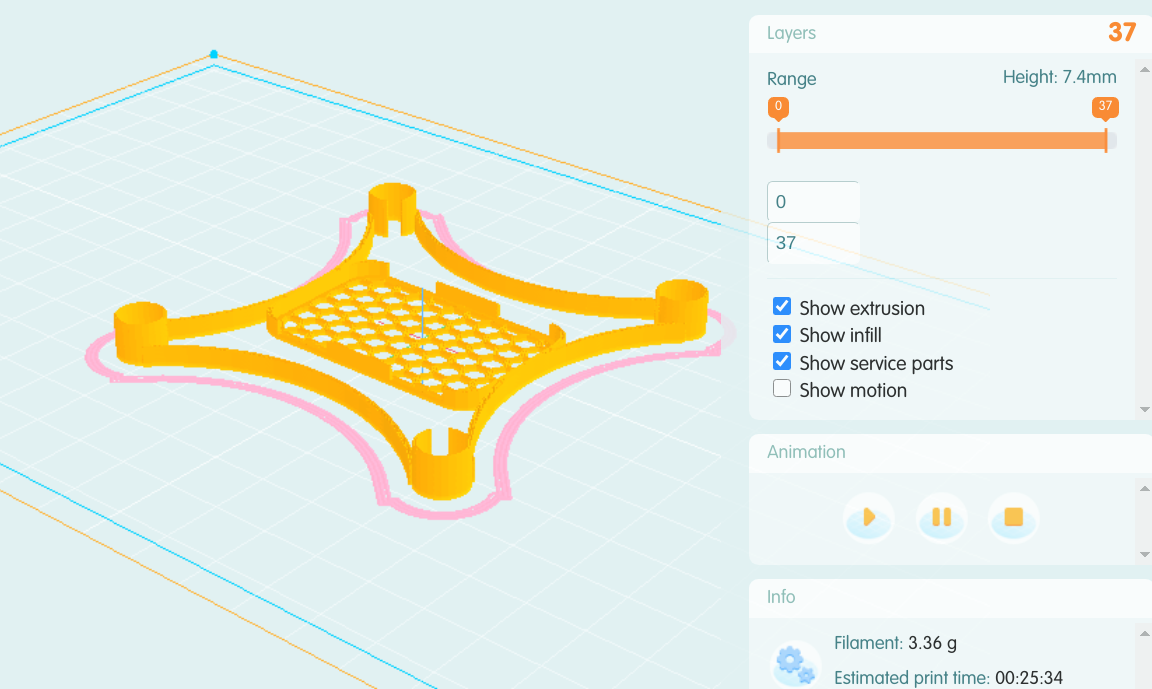 Layers 37
Range Height: 7.4mm
0 37
0
37
Show extrusion
Show infill
Show service parts
Show motion
Animation
Info
Filament: 3.36 g
Estimated print time: 00:25:34